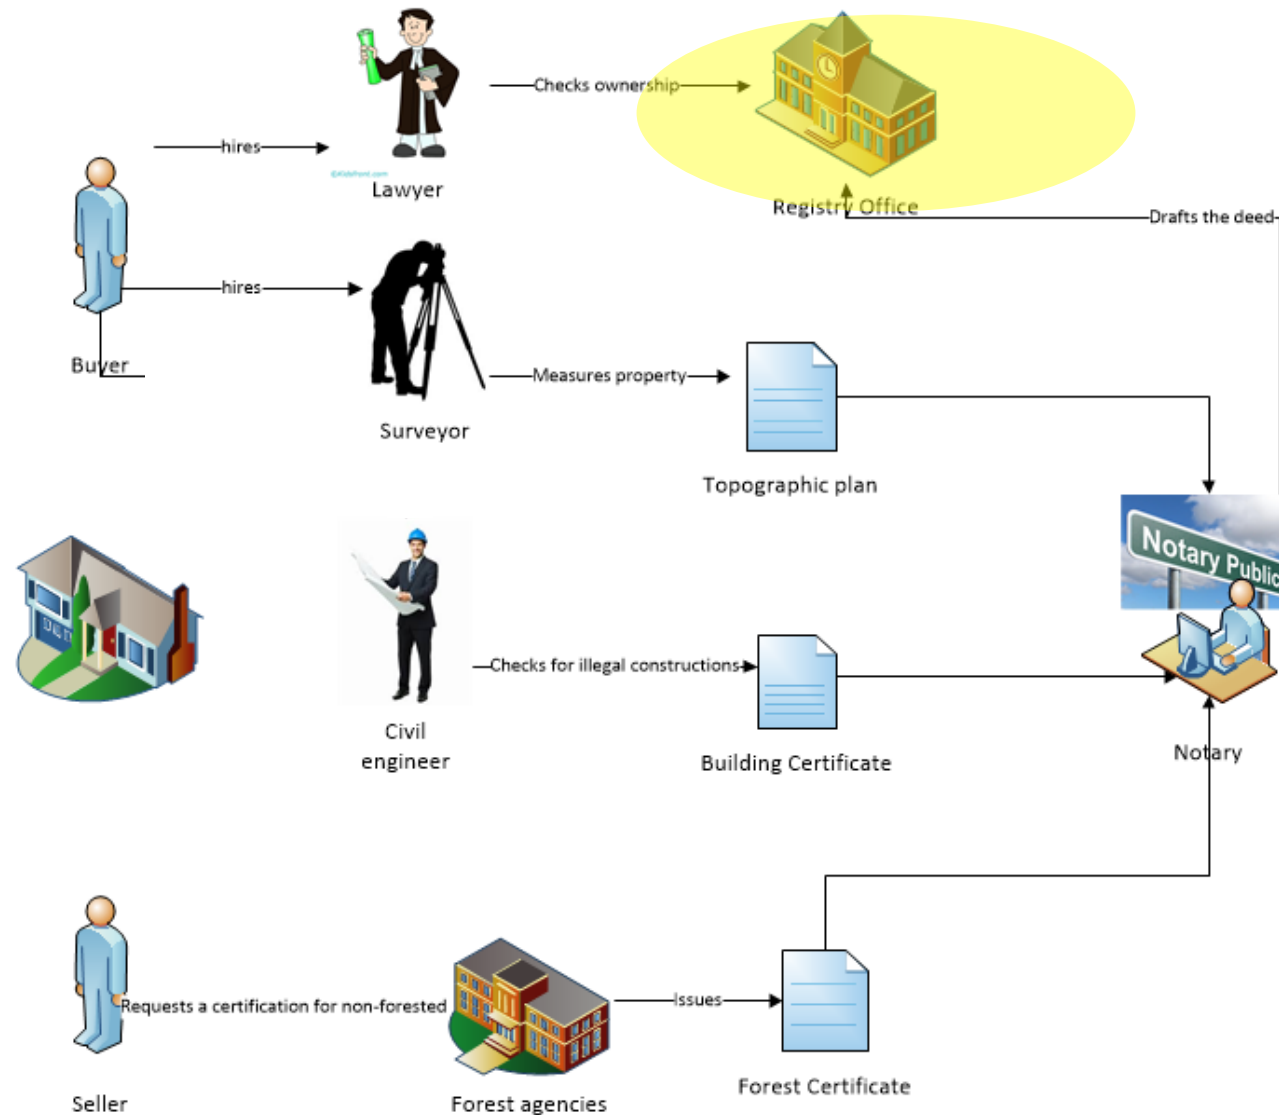 Checks ownership
hires
©Kidsfront.com
Lawyer
Registry Office
Drafts the deed
hires
Buyer
Measures property
Surveyor
Topographic plan
Notary Public
Checks for illegal constructions
Civil
engineer
Building Certificate
Notary
Requests a certification for non-forested
Issues
Forest Certificate
Seller
Forest agencies